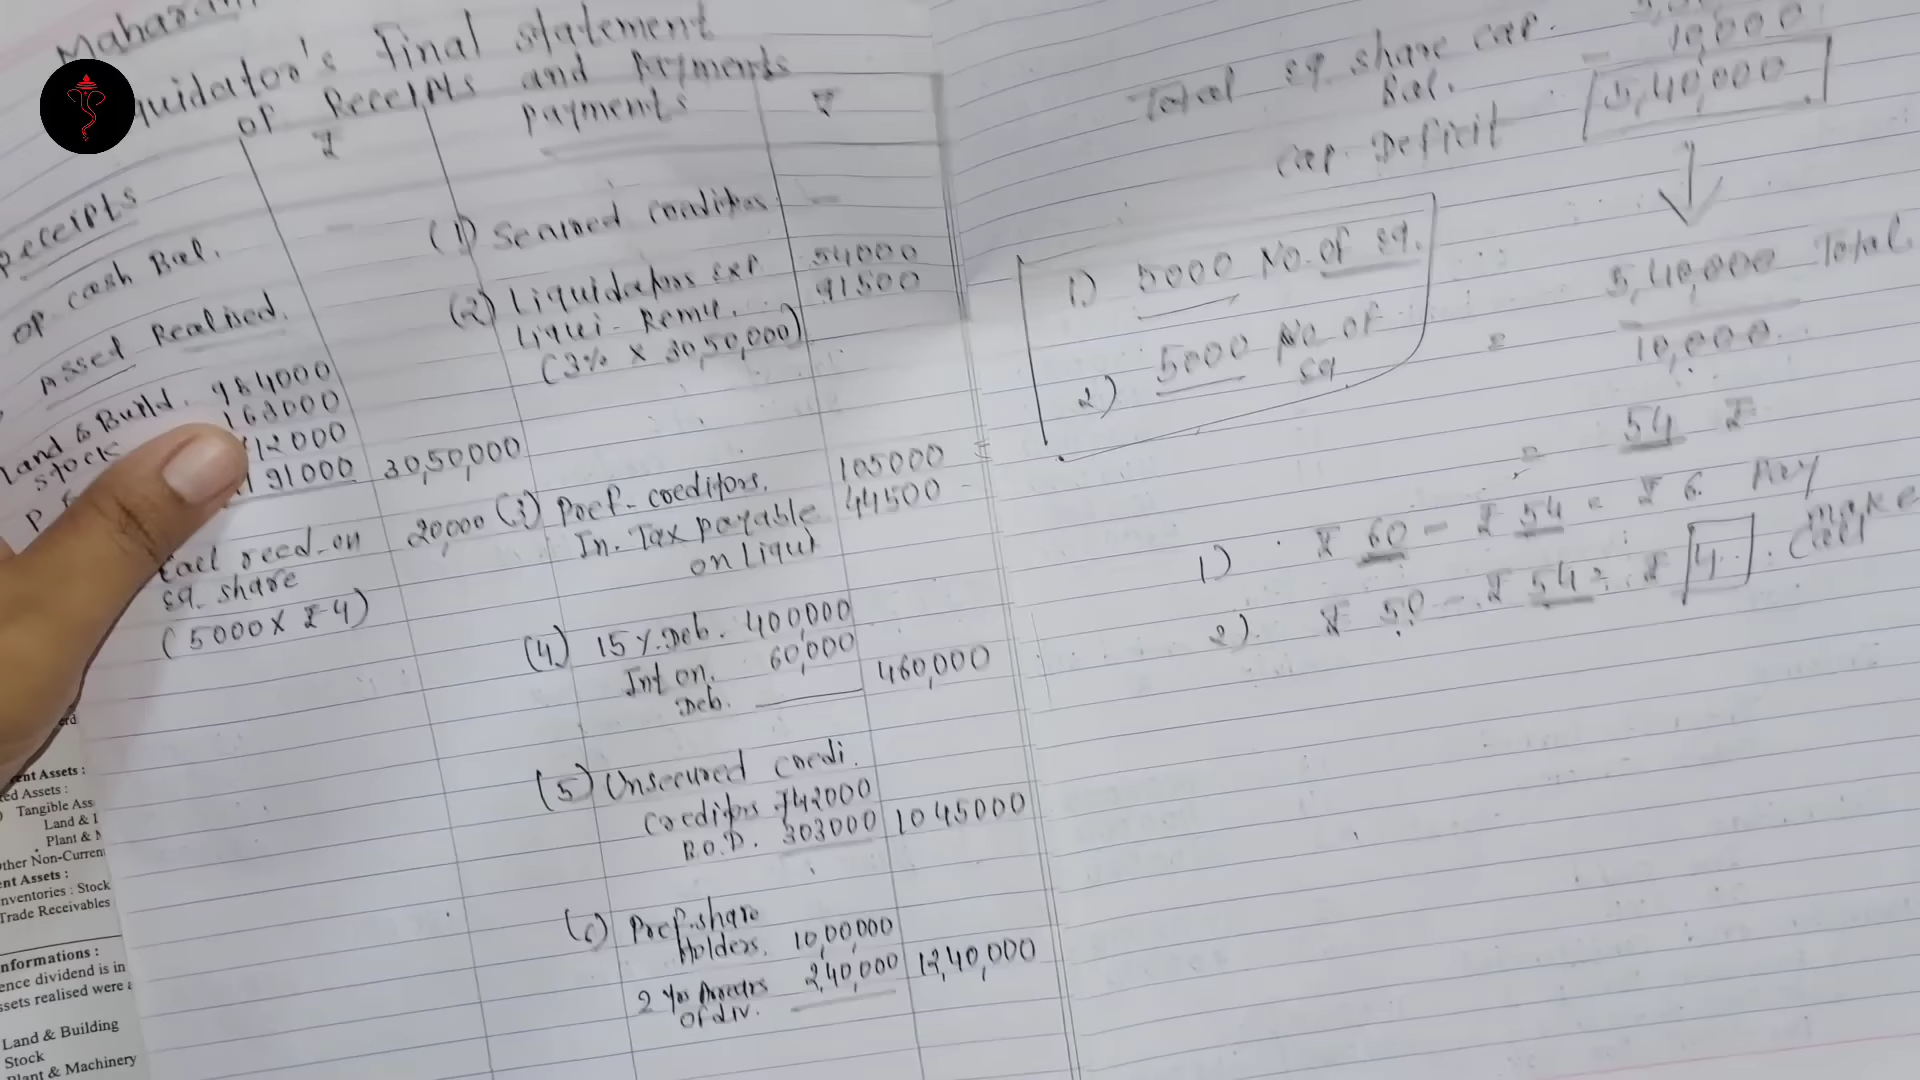 Liquidator's Final statement
of Receipts and Payments
Receipts ₹ payments ₹
op cash Bal. -
(1) Secured creditors -
(2) Liquidators exp 54000
Liqui- Remu. 91500
(3% x 30,50,000)
Assed Realised.
Land & Build. 984000
stock
12000
91000 30,50,000
recd-on 20,000
eq. share
(5000 x ₹ 4)
(3) Pref- creditors. 105000
In. Tax payable 44500
on Liqui
(4) 15%.Deb. 400000
Int on. 60,000 460,000
Deb.
(5) Unsecured credi.
creditors 742000
B.O.D. 303000 1045000
Pref.share
Holders. 10,00,000
2 Yrs Arrears 2,40,000 12,40,000
of div.
Total eq. share cap. Bal.
10,000
Cap. Deficit 5,40,000
1) 5000 No. of eq.
2) 5000 No. of eq.
= 5,40,000 Total
10,000
= 54 ₹
1) ₹ 60 - ₹ 54 = ₹ 6. Pay
2) ₹ 50 - ₹ 54 = ₹ 4. make Call
Tangible Ass
Land &
Plant &
Inventories : Stock
Trade Receivables
Land & Building
Stock
Plant & Machinery